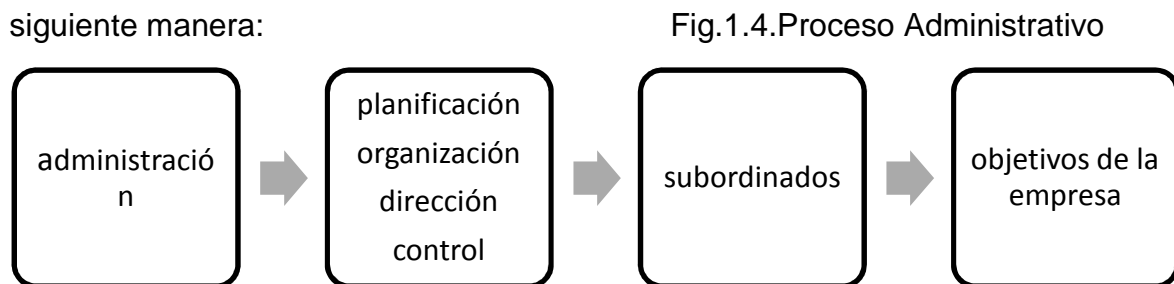 siguiente manera:
Fig.1.4.Proceso Administrativo
administració
n
planificación
organización
dirección
control
subordinados
objetivos de la
empresa